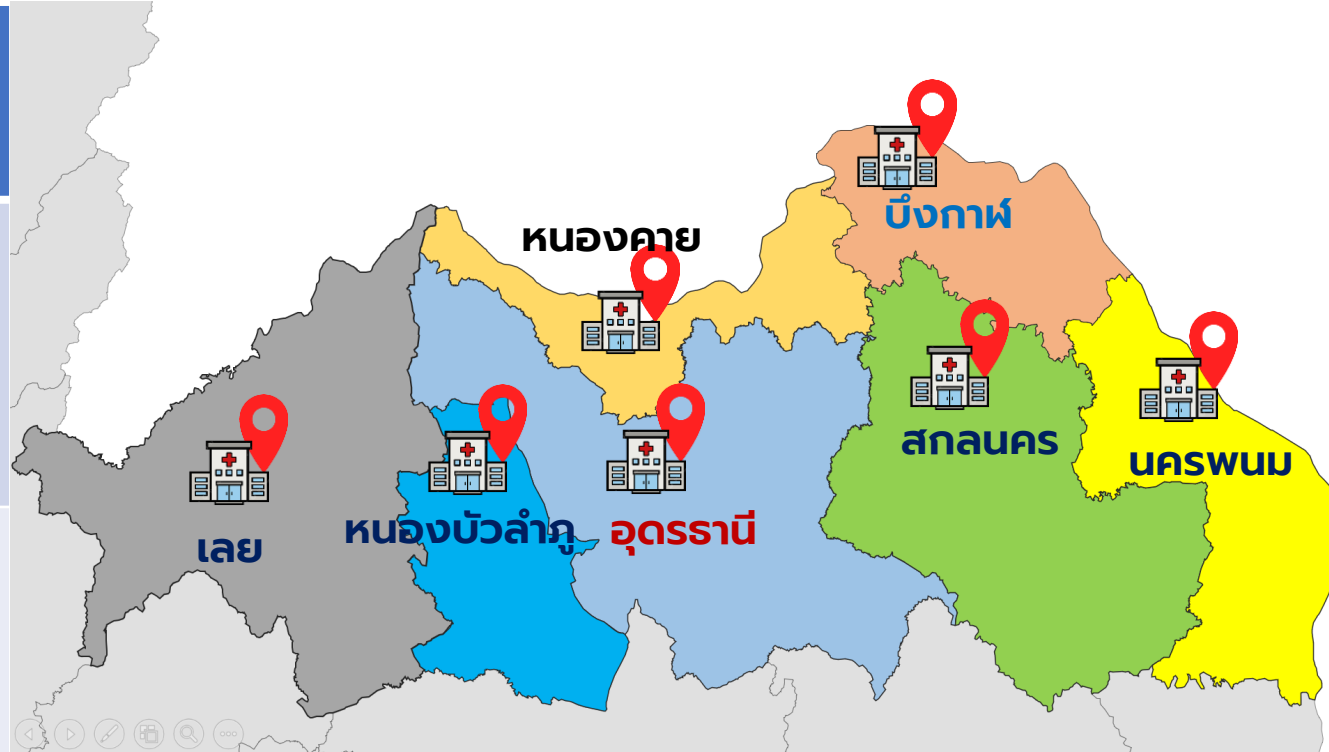 บึงกาฬ
หนองคาย
สกลนคร
นครพนม
หนองบัวลำภู
อุดรธานี
เลย